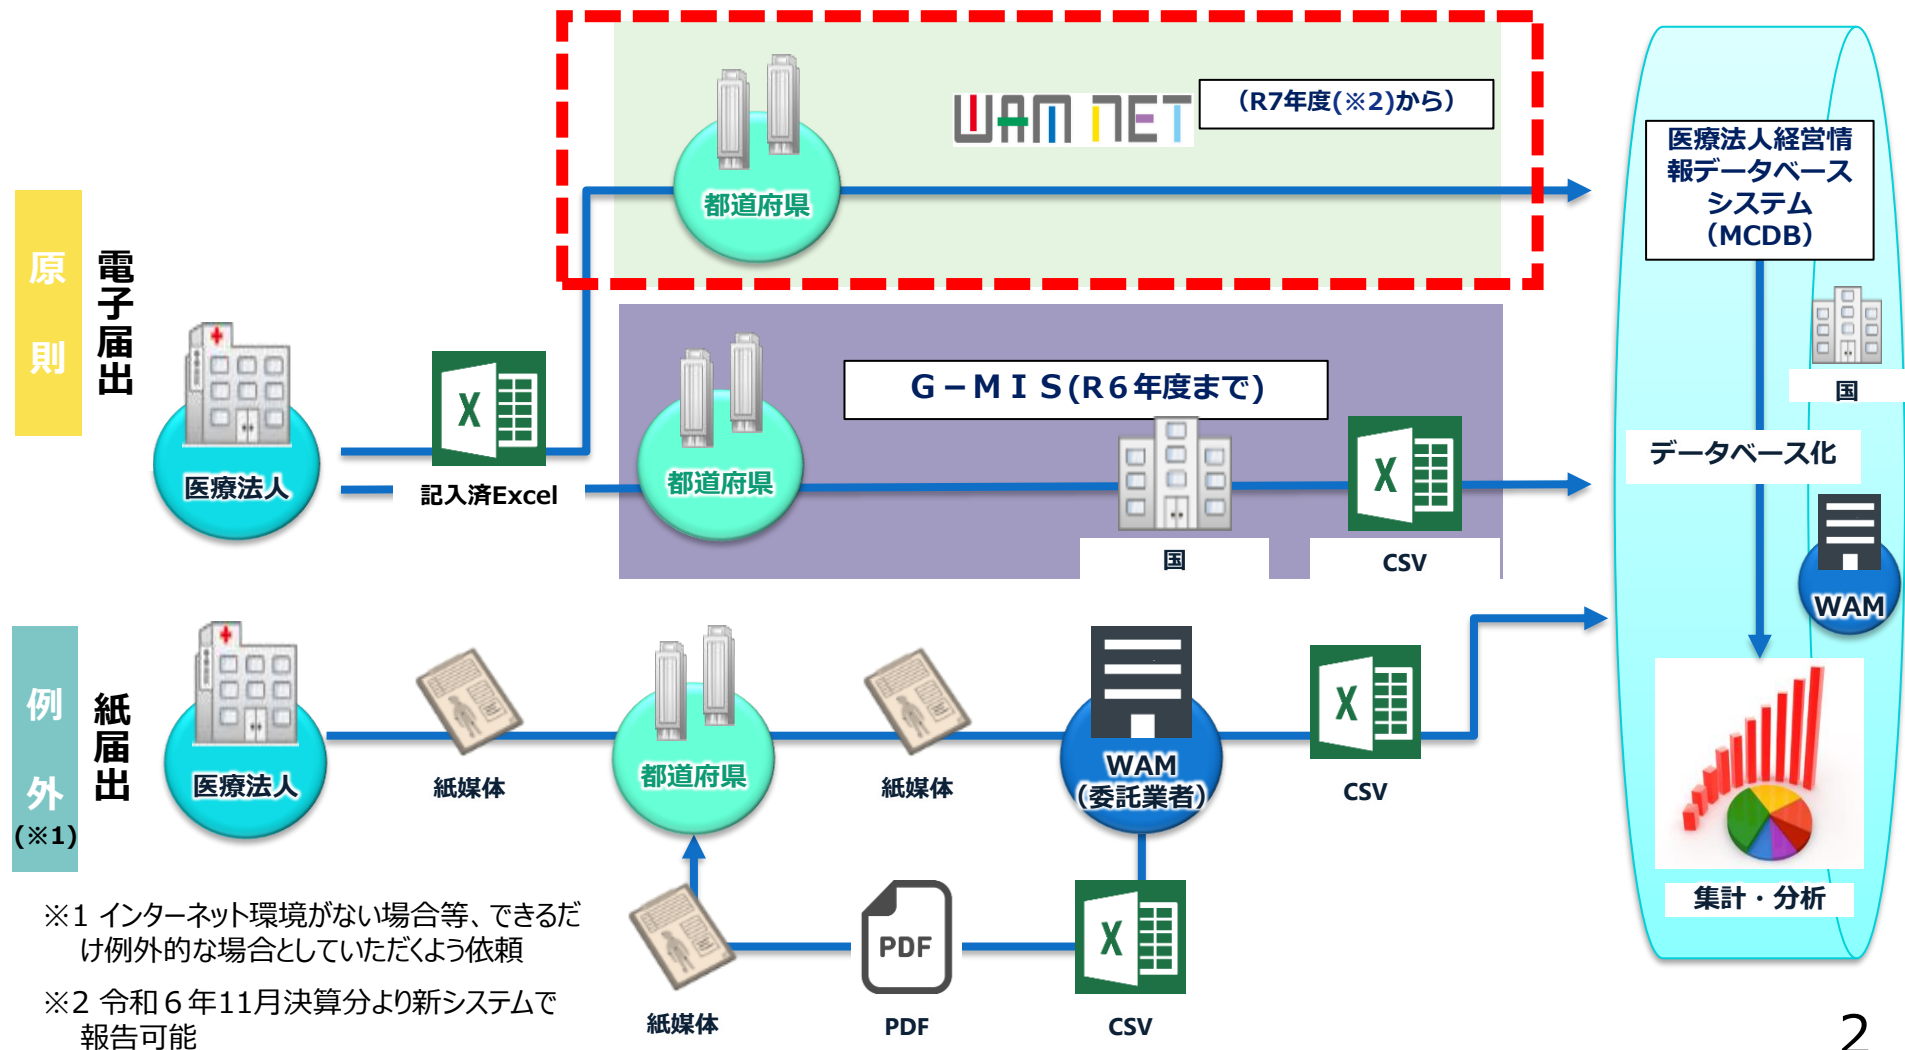 WAM NET
（R7年度(※2)から）
都道府県
医療法人経営情
報データベース
システム
（MCDB）
原
則
電子届出
G－MIS(R６年度まで)
国
医療法人
記入済Excel
都道府県
国
CSV
データベース化
WAM
例
外
(※1)
紙届出
医療法人
紙媒体
都道府県
紙媒体
WAM
（委託業者）
CSV
集計・分析
紙媒体
PDF
PDF
CSV
※1 インターネット環境がない場合等、できるだ
け例外的な場合としていただくよう依頼
※2 令和６年11月決算分より新システムで
報告可能
2